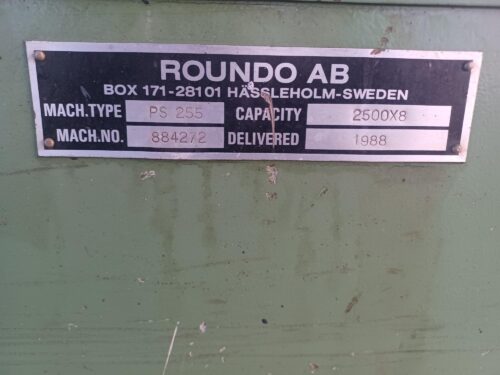 ROUNDO AB
BOX 171-28101 HÄSSLEHOLM-SWEDEN
MACH.TYPE PS 255 CAPACITY 2500X8
MACH.NO. 884272 DELIVERED 1988